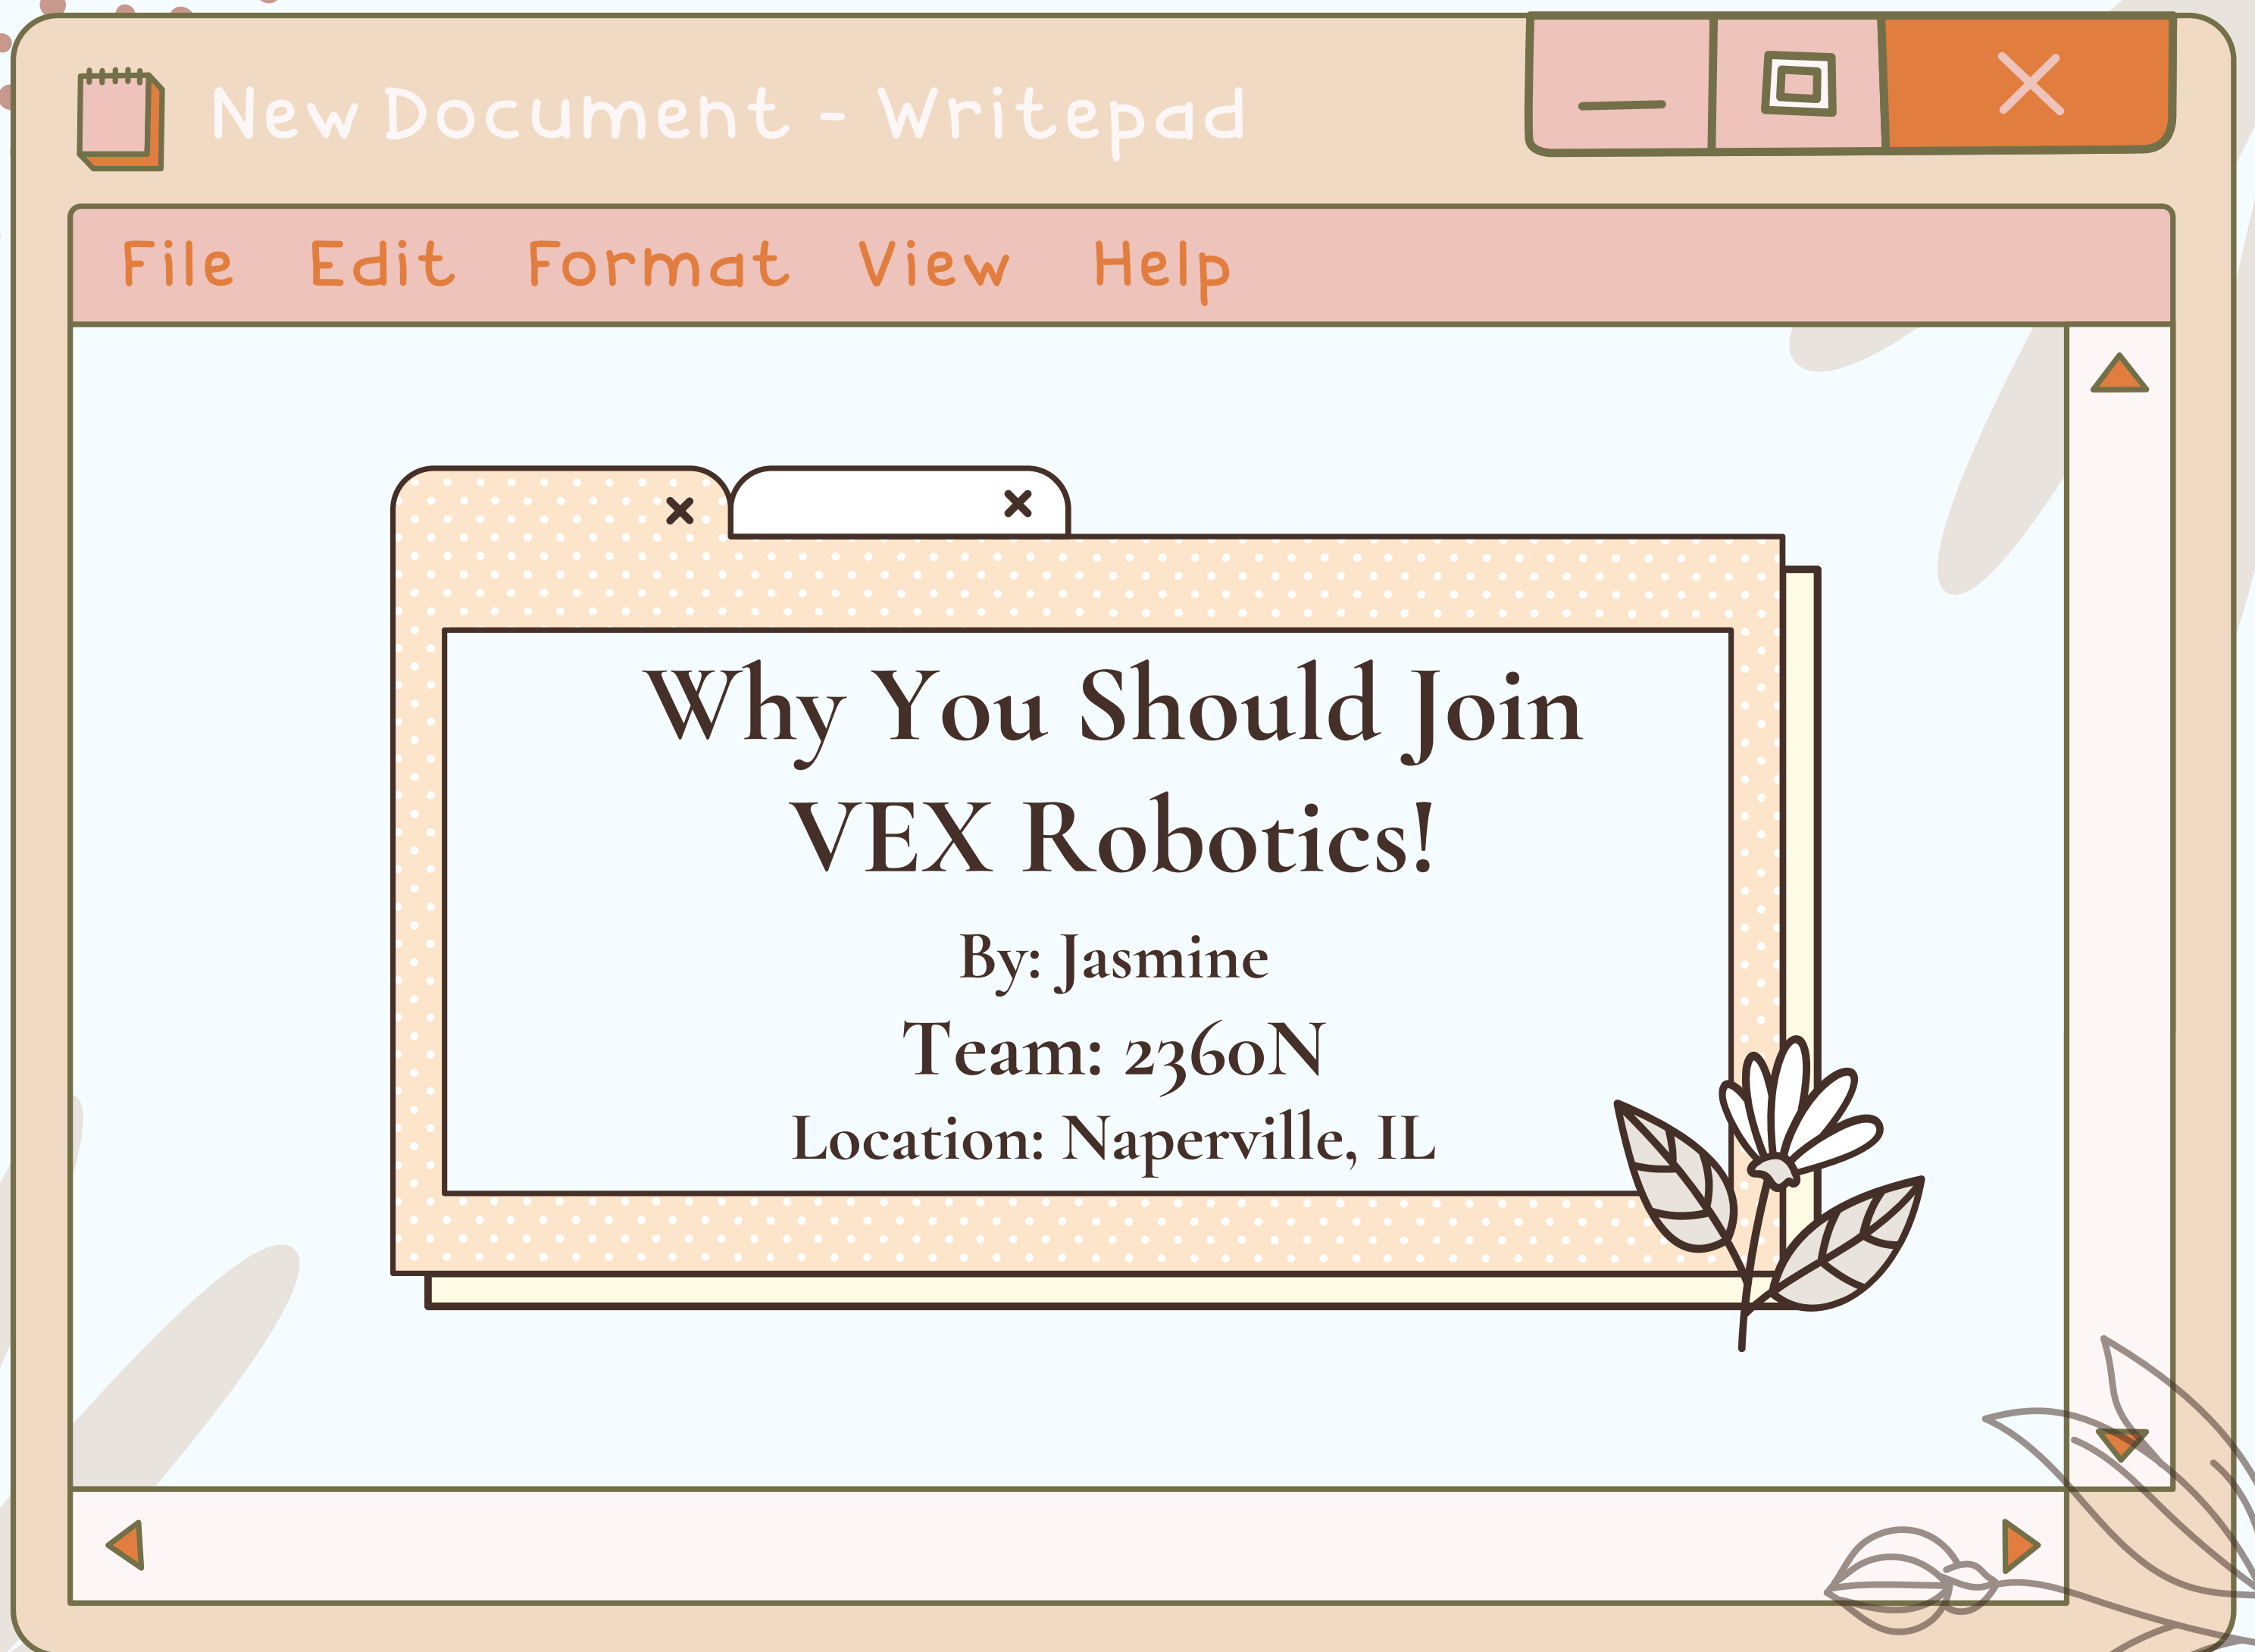 New Document - Writepad
File Edit Format View Help
Why You Should Join
VEX Robotics!
By: Jasmine
Team: 2360N
Location: Naperville, IL